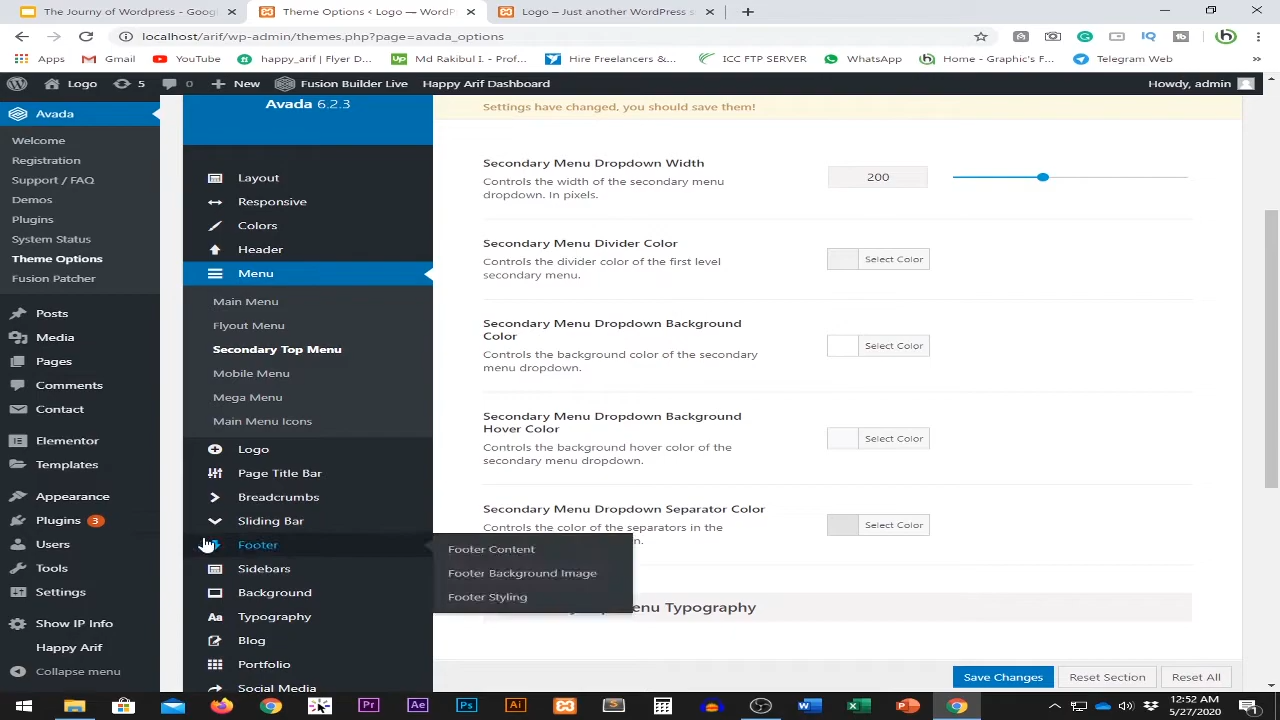 The Journy of Wordpress - Googl
Theme Options < Logo — WordPr
Logo – Just another WordPress s
localhost/arif/wp-admin/themes.php?page=avada_options
Apps
Gmail
YouTube
happy_arif | Flyer D...
Md Rakibul I. - Prof...
Hire Freelancers &...
ICC FTP SERVER
WhatsApp
Home - Graphic's F...
Telegram Web
Logo
5
0
New
Fusion Builder Live
Happy Arif Dashboard
Howdy, admin
Avada
Welcome
Registration
Support / FAQ
Demos
Plugins
System Status
Theme Options
Fusion Patcher
Posts
Media
Pages
Comments
Contact
Elementor
Templates
Appearance
Plugins 3
Users
Tools
Settings
Show IP Info
Happy Arif
Collapse menu
Avada 6.2.3
Layout
Responsive
Colors
Header
Menu
Main Menu
Flyout Menu
Secondary Top Menu
Mobile Menu
Mega Menu
Main Menu Icons
Logo
Page Title Bar
Breadcrumbs
Sliding Bar
Footer
Sidebars
Background
Typography
Blog
Portfolio
Social Media
Footer Content
Footer Background Image
Footer Styling
Settings have changed, you should save them!
Secondary Menu Dropdown Width
Controls the width of the secondary menu
dropdown. In pixels.
200
Secondary Menu Divider Color
Controls the divider color of the first level
secondary menu.
Select Color
Secondary Menu Dropdown Background
Color
Controls the background color of the secondary
menu dropdown.
Select Color
Secondary Menu Dropdown Background
Hover Color
Controls the background hover color of the
secondary menu dropdown.
Select Color
Secondary Menu Dropdown Separator Color
Controls the color of the separators in the
Select Color
Menu Typography
Save Changes
Reset Section
Reset All
12:52 AM
5/27/2020